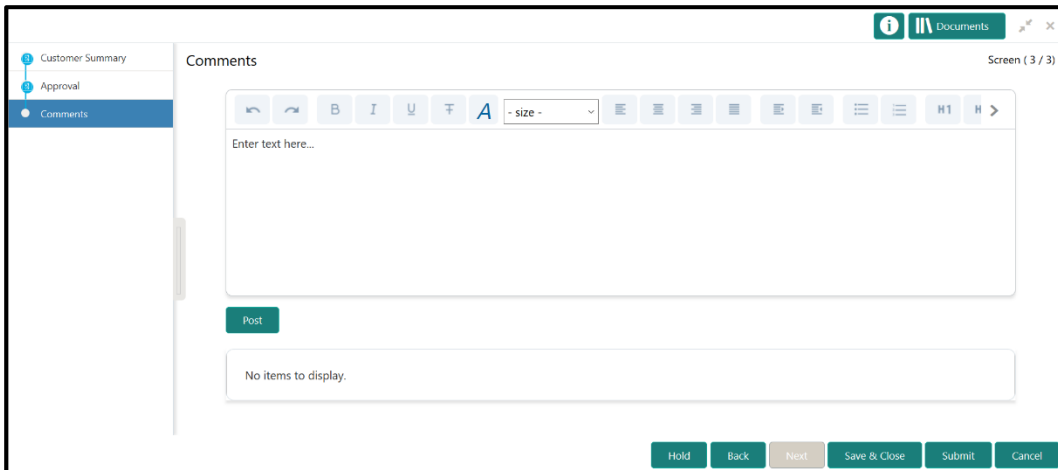 Documents
Customer Summary
Approval
Comments
Comments
Screen ( 3 / 3)
B I U T A - size - H1 H
Enter text here...
Post
No items to display.
Hold Back Next Save & Close Submit Cancel